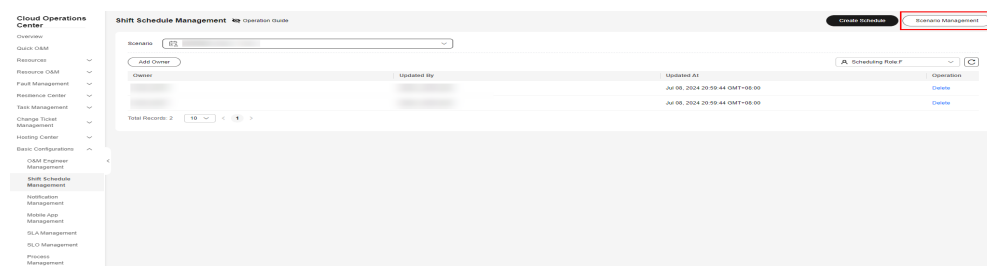 Cloud Operations
Center
Overview
Quick O&M
Resources
Resource O&M
Fault Management
Resilience Center
Task Management
Change Ticket
Management
Hosting Center
Basic Configurations
O&M Engineer
Management
Shift Schedule
Management
Notification
Management
Mobile App
Management
SLA Management
SLO Management
Process
Management
Shift Schedule Management Operation Guide
Create Schedule Scenario Management
Scenario
Add Owner Scheduling Role.F
Owner Updated By Updated At Operation
Jul 08, 2024 20:59:44 GMT+08:00 Delete
Jul 08, 2024 20:59:44 GMT+08:00 Delete
Total Records: 2 10 < 1 >